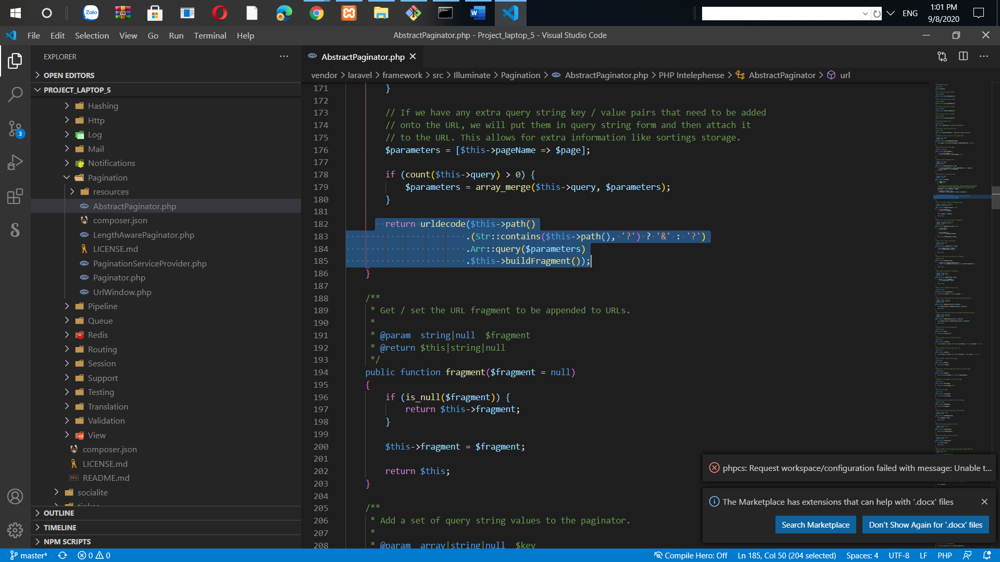 Zalo
W
ENG
1:01 PM
9/8/2020
File Edit Selection View Go Run Terminal Help
AbstractPaginator.php - Project_laptop_5 - Visual Studio Code
EXPLORER
OPEN EDITORS
PROJECT_LAPTOP_5
Hashing
Http
Log
Mail
Notifications
Pagination
resources
AbstractPaginator.php
composer.json
LengthAwarePaginator.php
LICENSE.md
PaginationServiceProvider.php
Paginator.php
UrlWindow.php
Pipeline
Queue
Redis
Routing
Session
Support
Testing
Translation
Validation
View
composer.json
LICENSE.md
README.md
socialite
tinker
OUTLINE
TIMELINE
NPM SCRIPTS
3
AbstractPaginator.php
vendor > laravel > framework > src > Illuminate > Pagination > AbstractPaginator.php > PHP Intelephense > AbstractPaginator > url
171 }
172
173 // If we have any extra query string key / value pairs that need to be added
174 // onto the URL, we will put them in query string form and then attach it
175 // to the URL. This allows for extra information like sortings storage.
176 $parameters = [$this->pageName => $page];
177
178 if (count($this->query) > 0) {
179 $parameters = array_merge($this->query, $parameters);
180 }
181
182 return urldecode($this->path()
183 .(Str::contains($this->path(), '?') ? '&' : '?')
184 .Arr::query($parameters)
185 .$this->buildFragment());
186 }
187
188 /**
189 * Get / set the URL fragment to be appended to URLs.
190 *
191 * @param string|null $fragment
192 * @return $this|string|null
193 */
194 public function fragment($fragment = null)
195 {
196 if (is_null($fragment)) {
197 return $this->fragment;
198 }
199
200 $this->fragment = $fragment;
201
202 return $this;
203 }
204
205 /**
206 * Add a set of query string values to the paginator.
207 *
208 * @param array|string|null $key
phpcs: Request workspace/configuration failed with message: Unable t...
The Marketplace has extensions that can help with '.docx' files
Search Marketplace
Don't Show Again for '.docx' files
master* 0 0
Compile Hero: Off Ln 185, Col 50 (204 selected) Spaces: 4 UTF-8 LF PHP